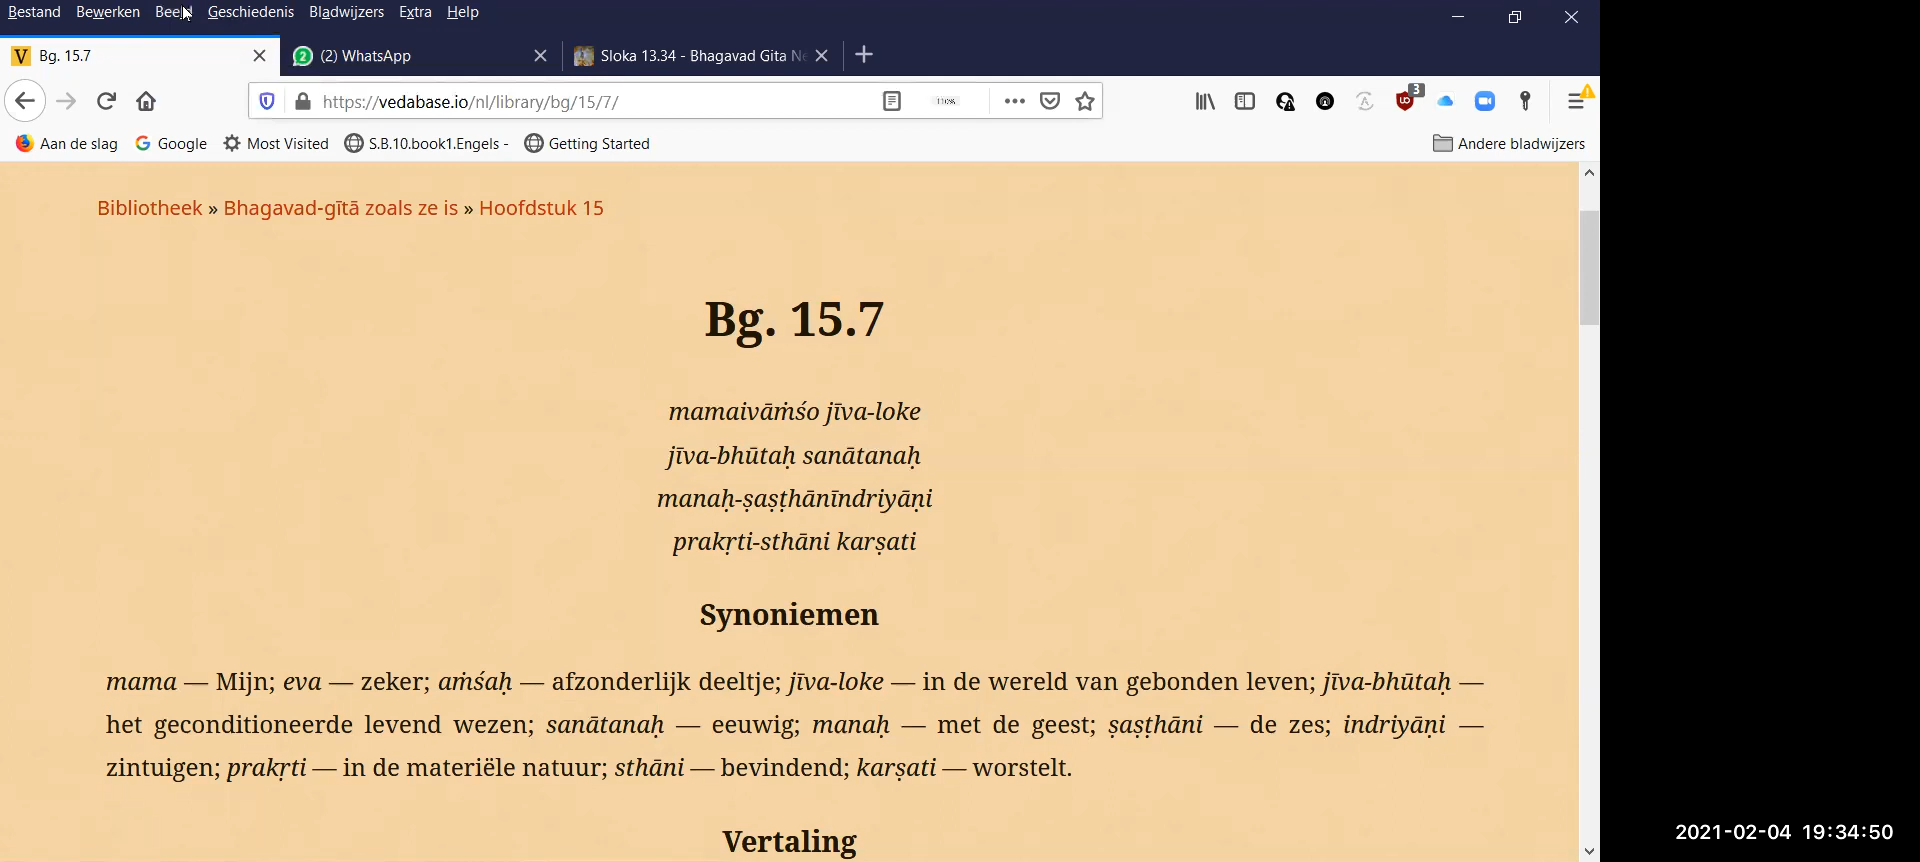 Bestand Bewerken Beeld Geschiedenis Bladwijzers Extra Help
Bg. 15.7
(2) WhatsApp
Sloka 13.34 - Bhagavad Gita Ne
https://vedabase.io/nl/library/bg/15/7/
110%
3
Aan de slag
Google
Most Visited
S.B.10.book1.Engels -
Getting Started
Andere bladwijzers
Bibliotheek » Bhagavad-gītā zoals ze is » Hoofdstuk 15
Bg. 15.7
mamaivāṁśo jīva-loke
jīva-bhūtaḥ sanātanaḥ
manaḥ-ṣaṣṭhānīndriyāṇi
prakṛti-sthāni karṣati
Synoniemen
mama — Mijn; eva — zeker; aṁśaḥ — afzonderlijk deeltje; jīva-loke — in de wereld van gebonden leven; jīva-bhūtaḥ —
het geconditioneerde levend wezen; sanātanaḥ — eeuwig; manaḥ — met de geest; ṣaṣṭhāni — de zes; indriyāṇi —
zintuigen; prakṛti — in de materiële natuur; sthāni — bevindend; karṣati — worstelt.
Vertaling
2021-02-04 19:34:50